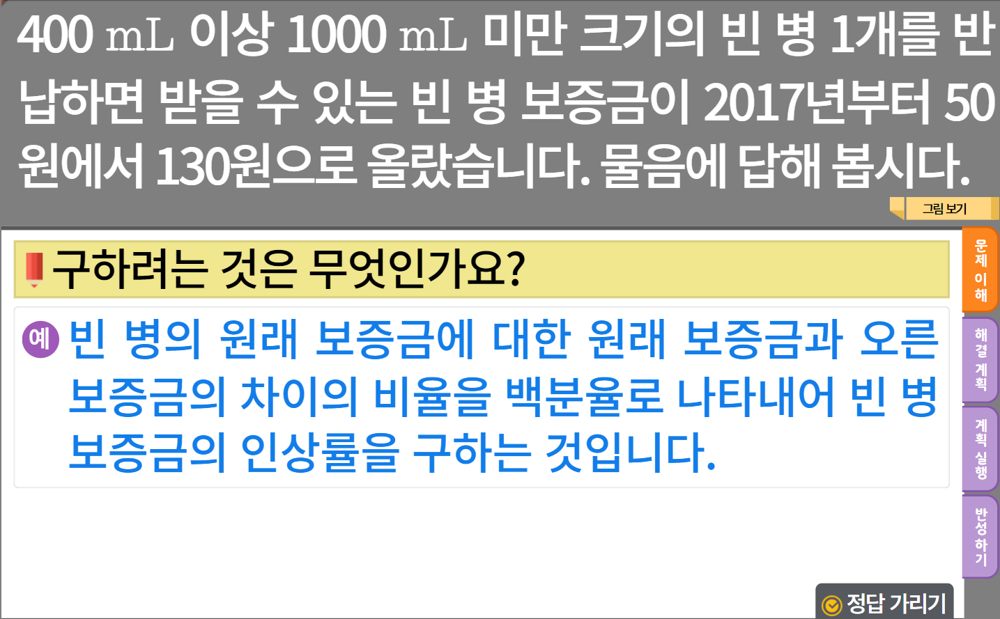 400 mL 이상 1000 mL 미만 크기의 빈 병 1개를 반
납하면 받을 수 있는 빈 병 보증금이 2017년부터 50
원에서 130원으로 올랐습니다. 물음에 답해 봅시다.
그림 보기
구하려는 것은 무엇인가요?
예 빈 병의 원래 보증금에 대한 원래 보증금과 오른
보증금의 차이의 비율을 백분율로 나타내어 빈 병
보증금의 인상률을 구하는 것입니다.
문제 이해
해결 계획
계획 실행
반성하기
정답 가리기